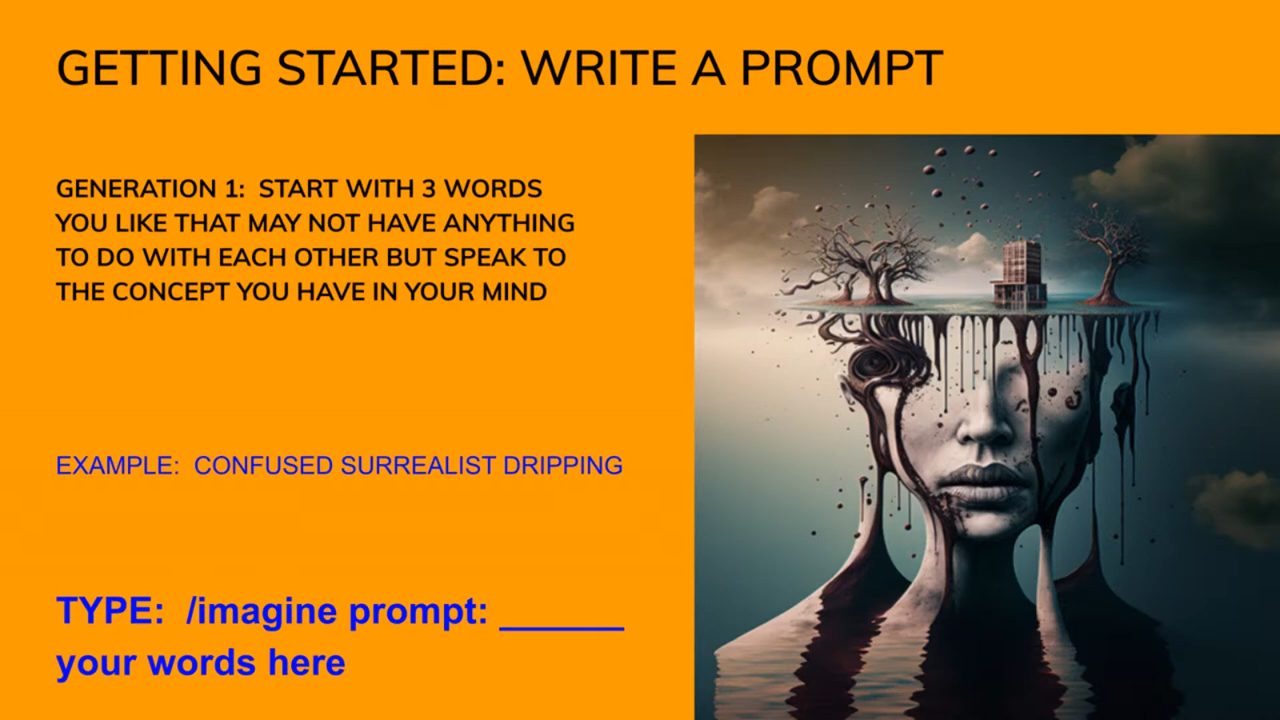 GETTING STARTED: WRITE A PROMPT
GENERATION 1:  START WITH 3 WORDS
YOU LIKE THAT MAY NOT HAVE ANYTHING
TO DO WITH EACH OTHER BUT SPEAK TO
THE CONCEPT YOU HAVE IN YOUR MIND
EXAMPLE:  CONFUSED SURREALIST DRIPPING
TYPE:  /imagine prompt: ______
your words here